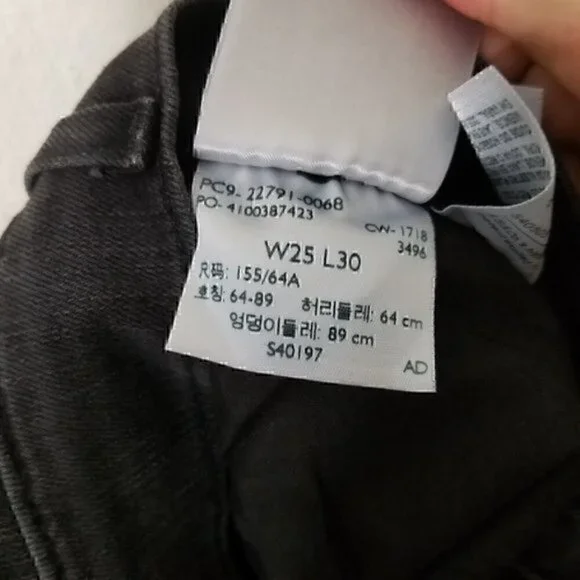 PC9- 22791-0068
PO- 4100387423
CW- 1718
3496
W25 L30
尺码: 155/64A
호칭: 64-89 허리둘레: 64 cm
엉덩이둘레: 89 cm
S40197
AD